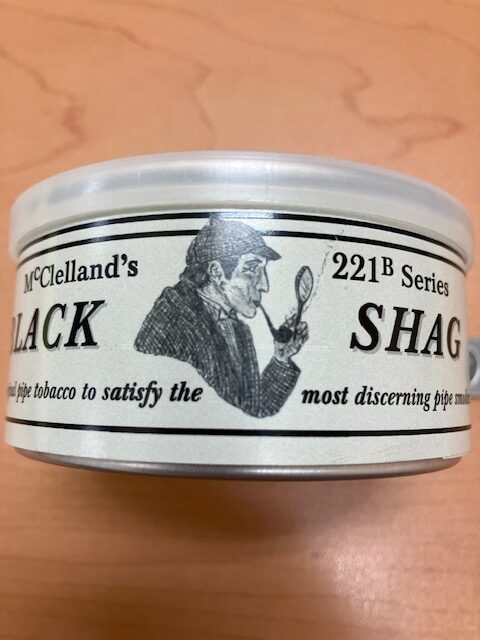 McClelland's 221B Series
LACK SHAG
pipe tobacco to satisfy the most discerning pipe